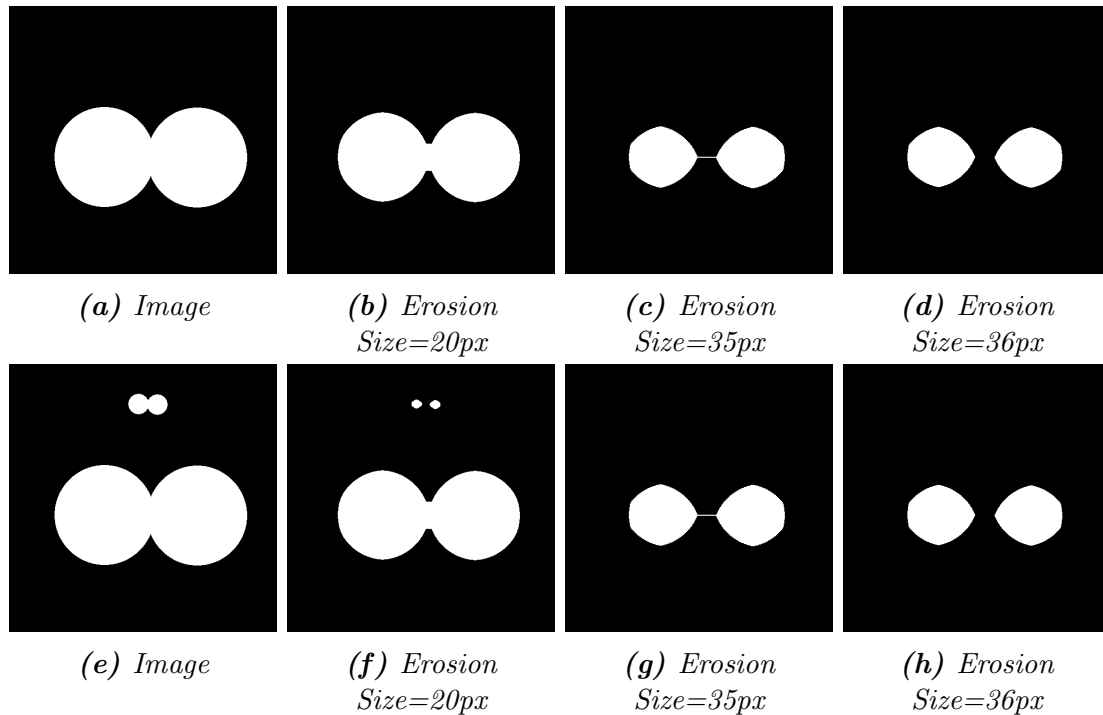 (a) Image
(b) Erosion
Size=20px
(c) Erosion
Size=35px
(d) Erosion
Size=36px
(e) Image
(f) Erosion
Size=20px
(g) Erosion
Size=35px
(h) Erosion
Size=36px